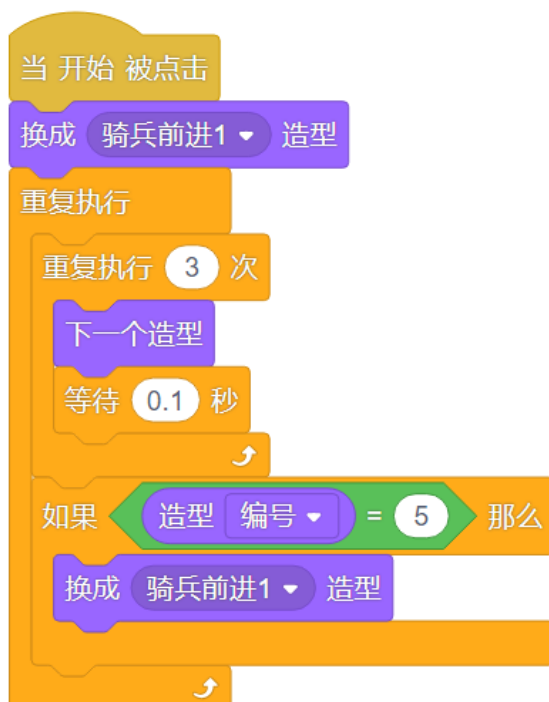 当 开始 被点击
换成 骑兵前进1 造型
重复执行
重复执行 3 次
下一个造型
等待 0.1 秒
如果 造型 编号 = 5 那么
换成 骑兵前进1 造型